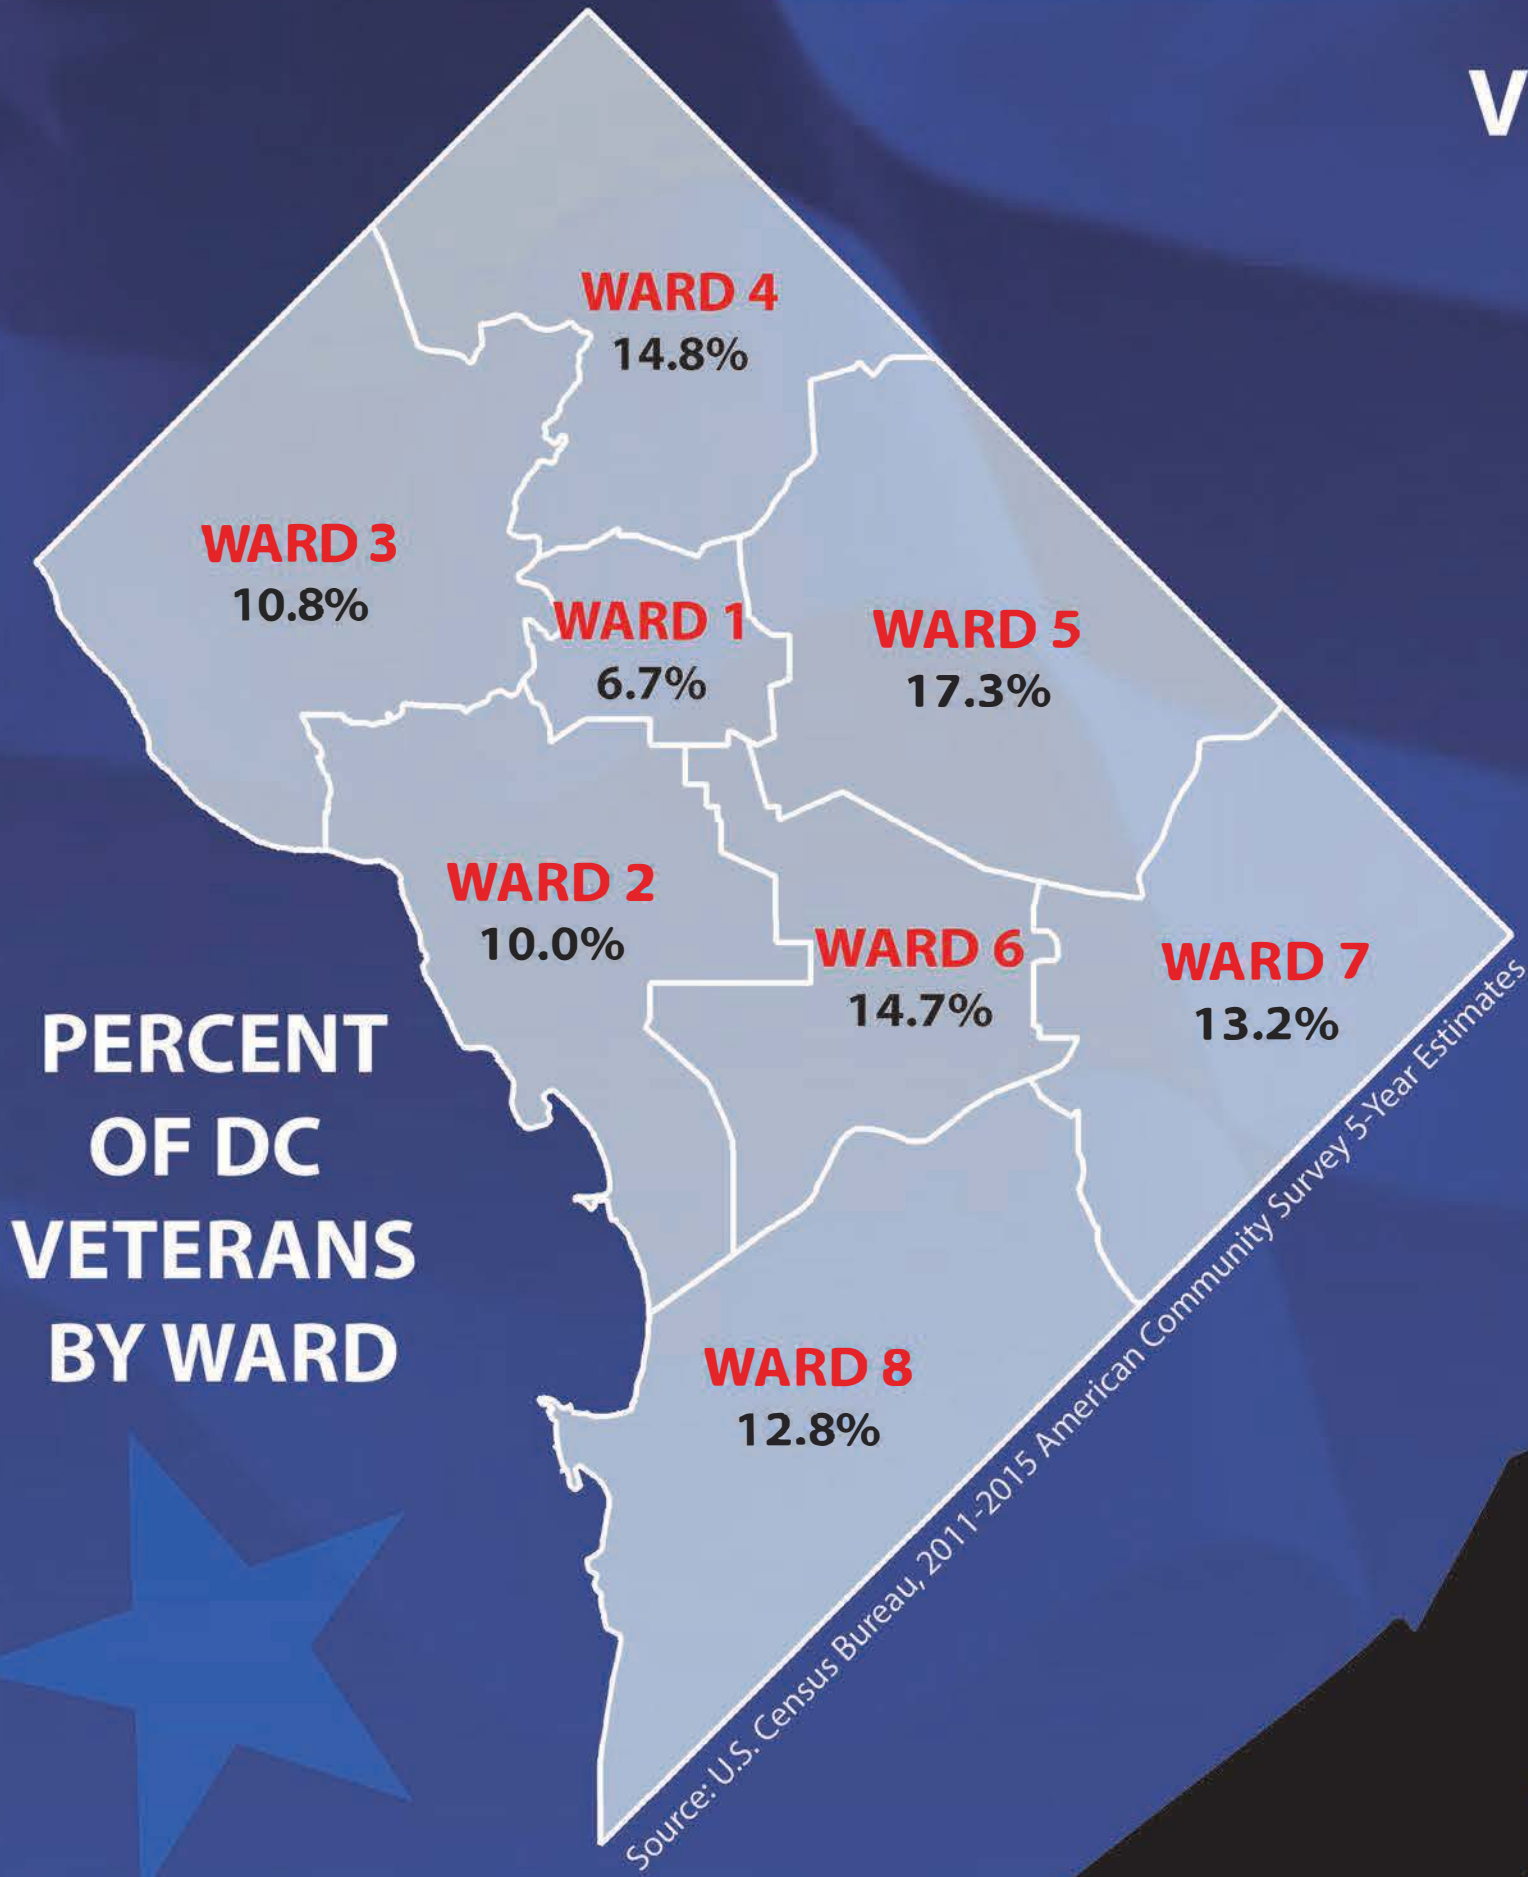 V
WARD 4
14.8%
WARD 3
10.8%
WARD 1
6.7%
WARD 5
17.3%
WARD 2
10.0%
WARD 6
14.7%
WARD 7
13.2%
PERCENT
OF DC
VETERANS
BY WARD
WARD 8
12.8%
Source: U.S. Census Bureau, 2011-2015 American Community Survey 5-Year Estimates